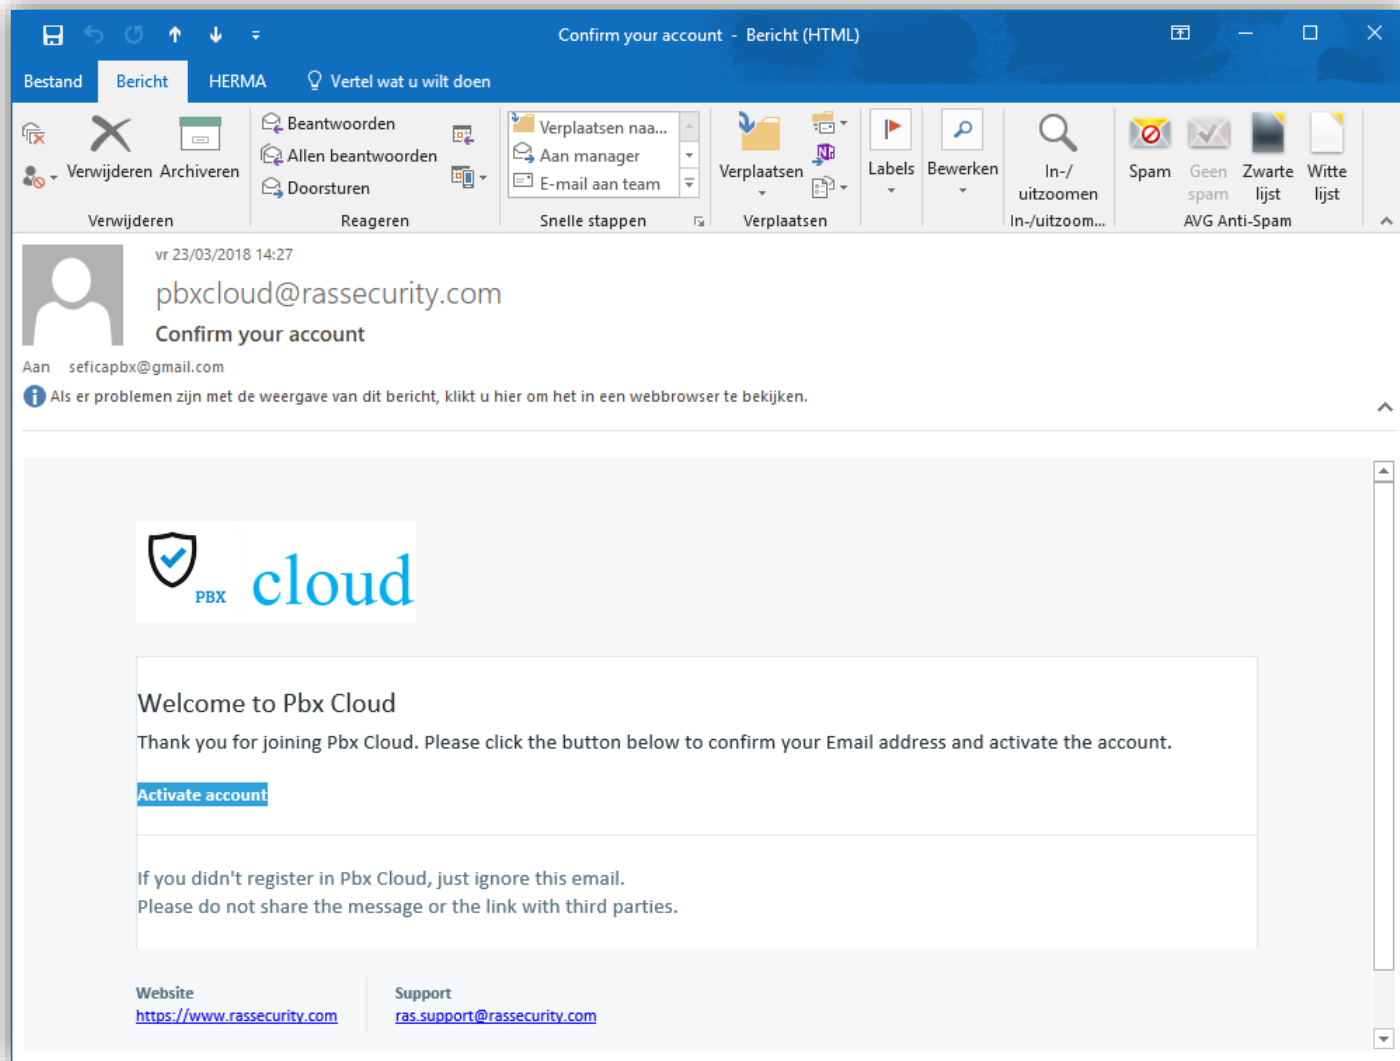 Confirm your account - Bericht (HTML)
Bestand Bericht HERMA Vertel wat u wilt doen
Verwijderen Archiveren
Verwijderen
Beantwoorden
Allen beantwoorden
Doorsturen
Reageren
Verplaatsen naa...
Aan manager
E-mail aan team
Snelle stappen
Verplaatsen
Verplaatsen
Labels
Bewerken
In-/
uitzoomen
In-/uitzoom...
Spam
Geen
spam
Zwarte
lijst
Witte
lijst
AVG Anti-Spam
vr 23/03/2018 14:27
pbxcloud@rassecurity.com
Confirm your account
Aan seficapbx@gmail.com
Als er problemen zijn met de weergave van dit bericht, klikt u hier om het in een webbrowser te bekijken.
PBX cloud
Welcome to Pbx Cloud
Thank you for joining Pbx Cloud. Please click the button below to confirm your Email address and activate the account.
Activate account
If you didn't register in Pbx Cloud, just ignore this email.
Please do not share the message or the link with third parties.
Website
https://www.rassecurity.com
Support
ras.support@rassecurity.com